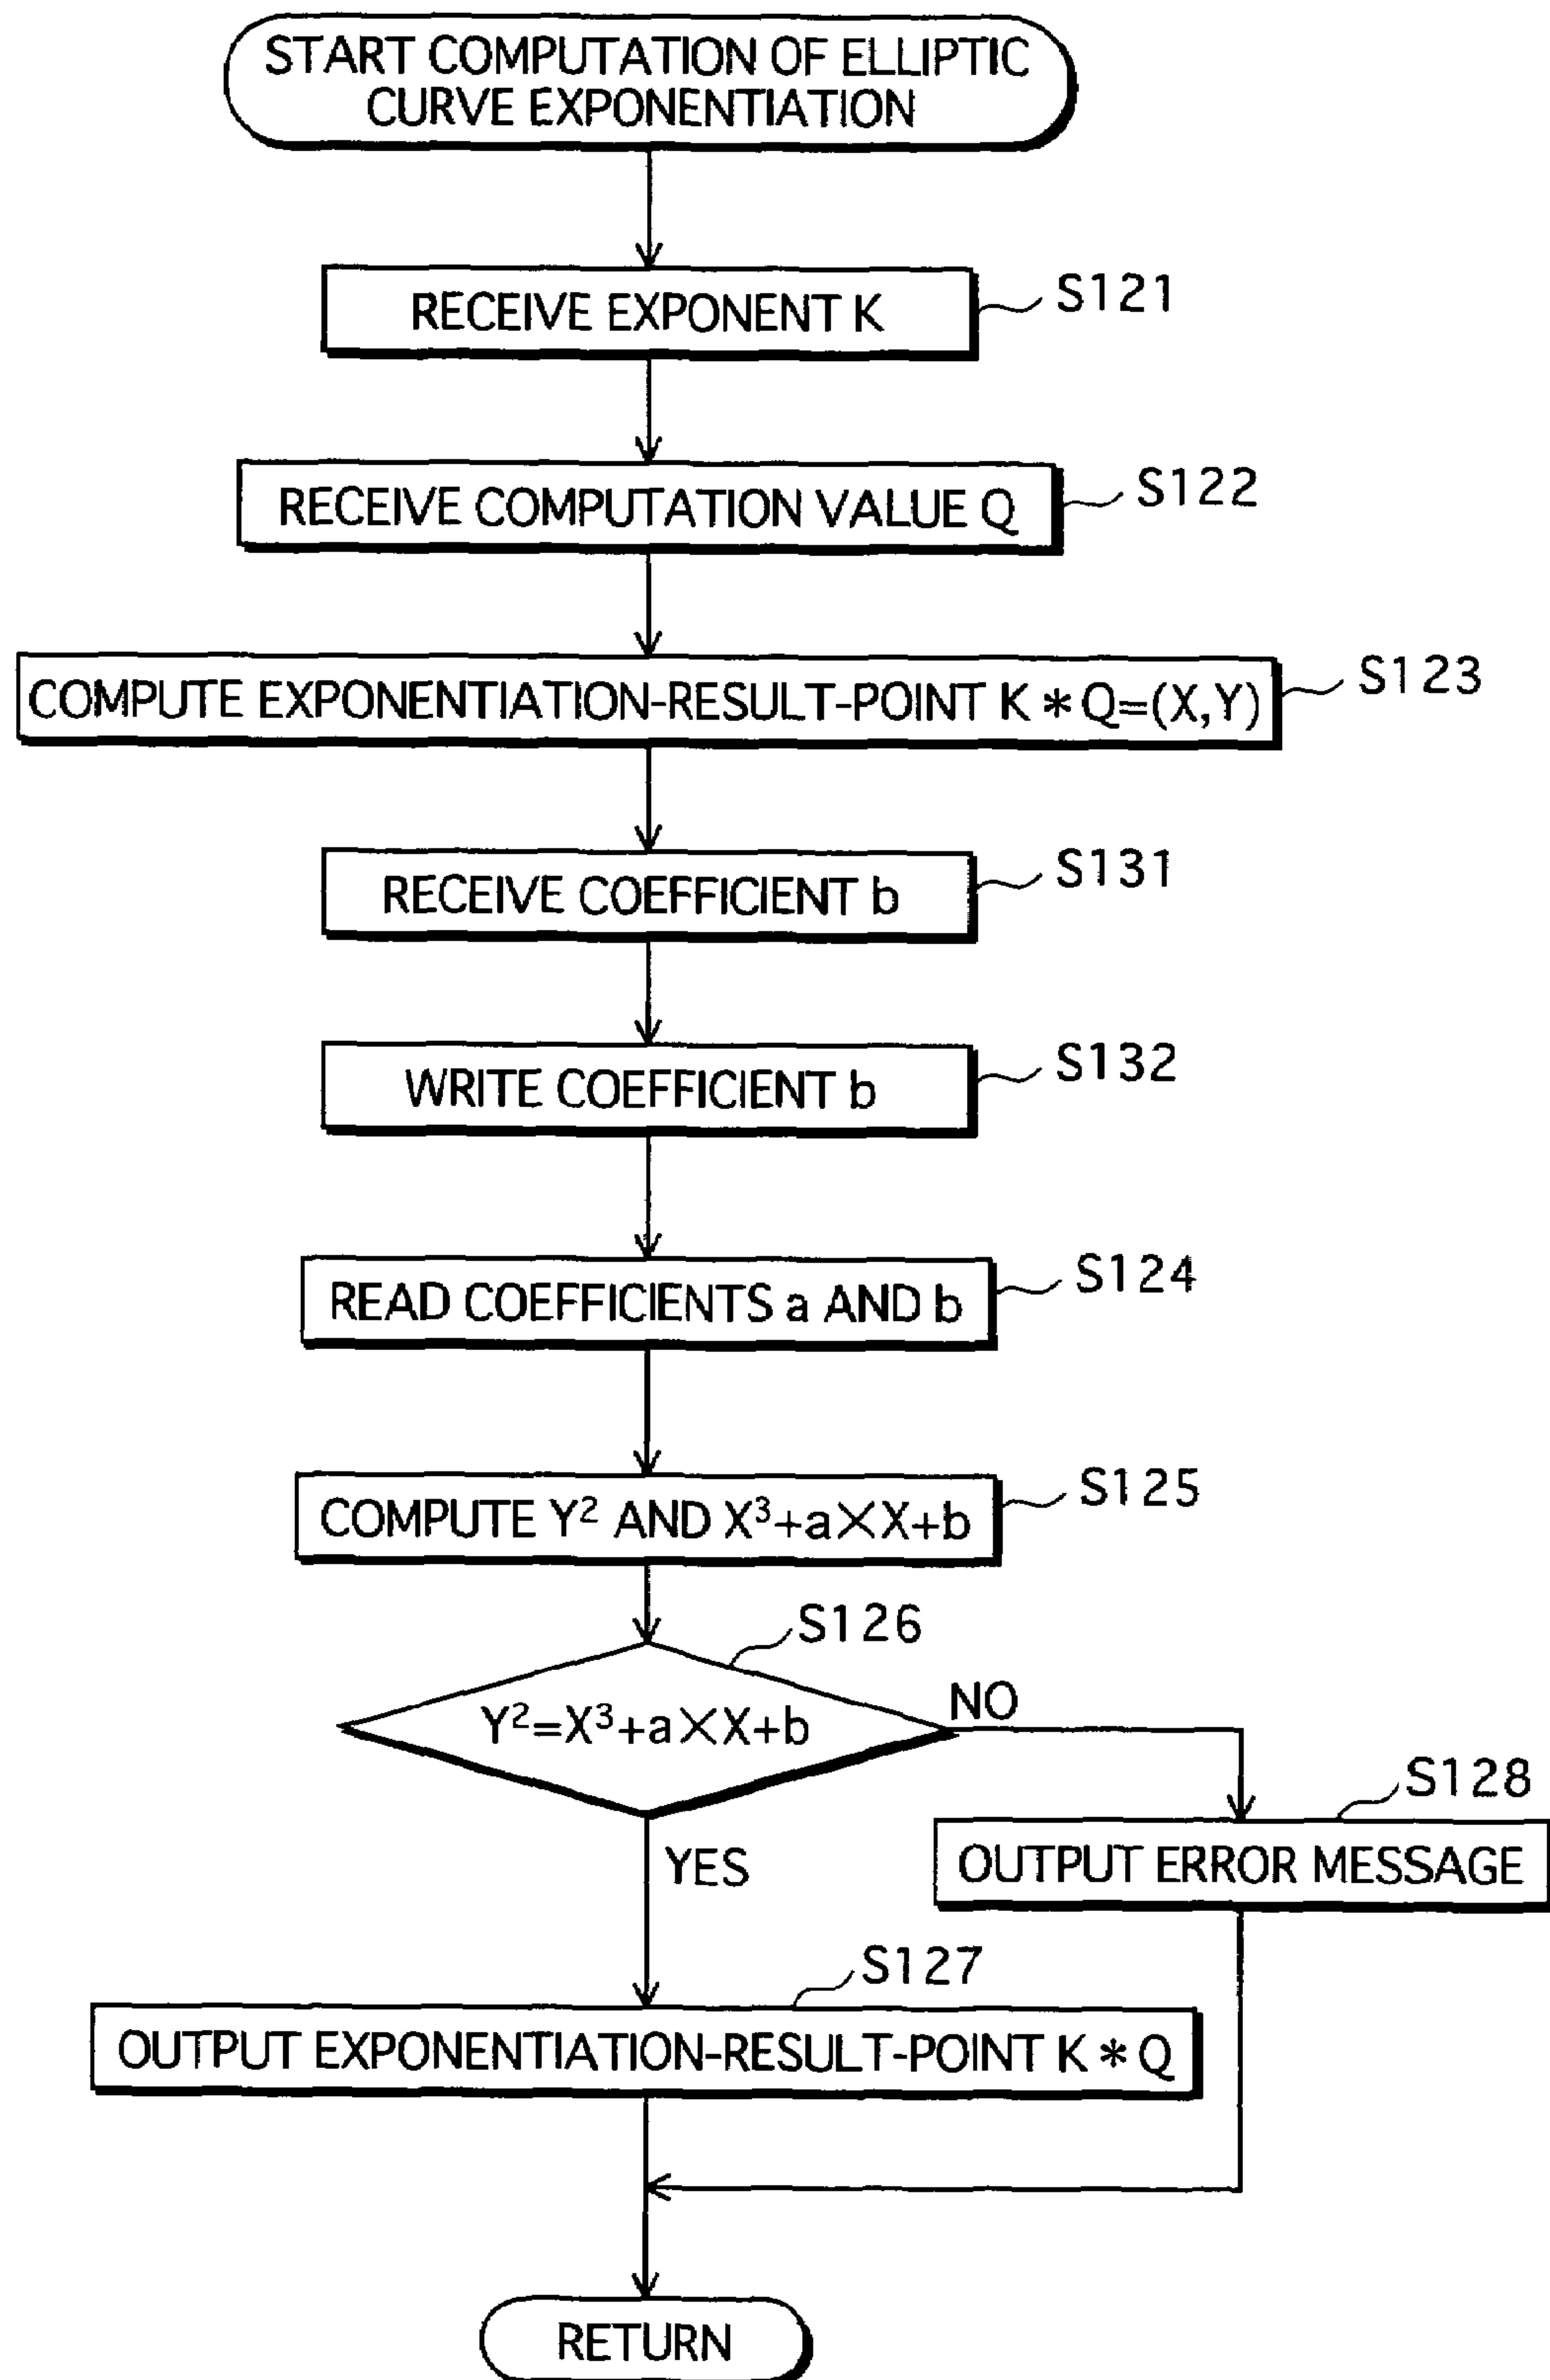 START COMPUTATION OF ELLIPTIC
CURVE EXPONENTIATION
RECEIVE EXPONENT K
S121
RECEIVE COMPUTATION VALUE Q
S122
COMPUTE EXPONENTIATION-RESULT-POINT K * Q=(X,Y)
S123
RECEIVE COEFFICIENT b
S131
WRITE COEFFICIENT b
S132
READ COEFFICIENTS a AND b
S124
COMPUTE Y² AND X³+a×X+b
S125
S126
Y²=X³+a×X+b
NO
YES
S128
OUTPUT ERROR MESSAGE
S127
OUTPUT EXPONENTIATION-RESULT-POINT K * Q
RETURN